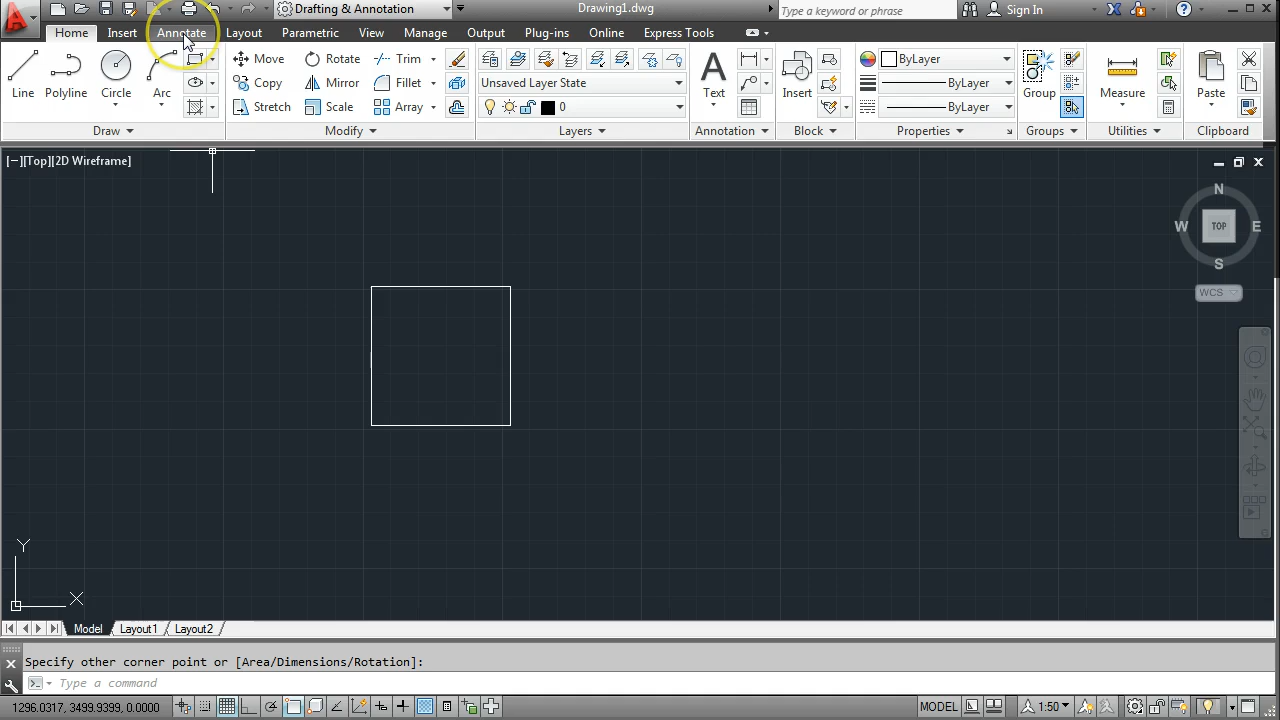 Drafting & Annotation
Drawing1.dwg
Type a keyword or phrase
Sign In
Home Insert Annotate Layout Parametric View Manage Output Plug-ins Online Express Tools
Line Polyline Circle Arc
Move Rotate Trim
Copy Mirror Fillet
Stretch Scale Array
Unsaved Layer State
0
Text
Insert
ByLayer
ByLayer
ByLayer
Group
Measure
Paste
Draw Modify Layers Annotation Block Properties Groups Utilities Clipboard
[−][Top][2D Wireframe]
N
W TOP E
S
WCS
Y
X
Model Layout1 Layout2
Specify other corner point or [Area/Dimensions/Rotation]:
Type a command
1296.0317, 3499.9399, 0.0000
MODEL
1:50